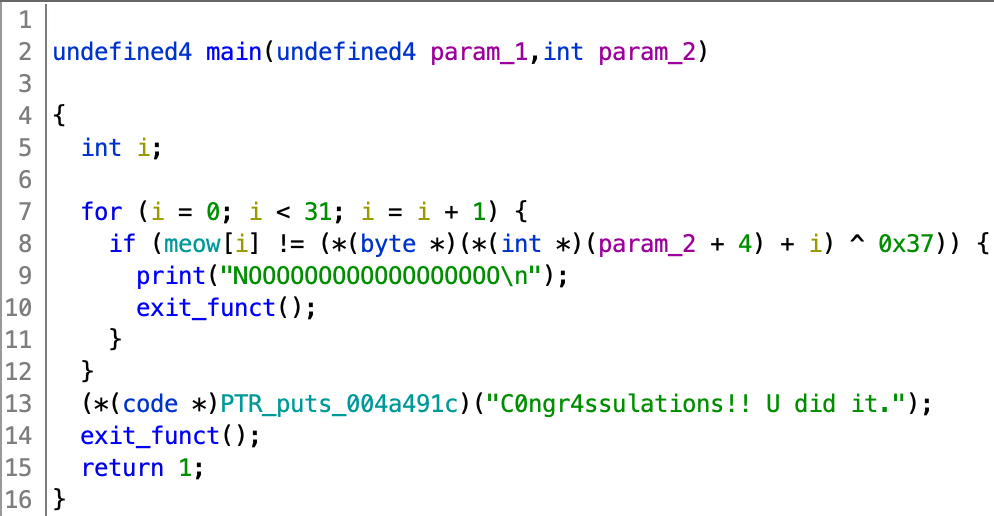 1
2 undefined4 main(undefined4 param_1,int param_2)
3
4 {
5   int i;
6
7   for (i = 0; i < 31; i = i + 1) {
8     if (meow[i] != (*(byte *)(*(int *)(param_2 + 4) + i) ^ 0x37)) {
9       print("NOOOOOOOOOOOOOOOOOOO\n");
10       exit_funct();
11     }
12   }
13   (*(code *)PTR_puts_004a491c)("C0ngr4ssulations!! U did it.");
14   exit_funct();
15   return 1;
16 }